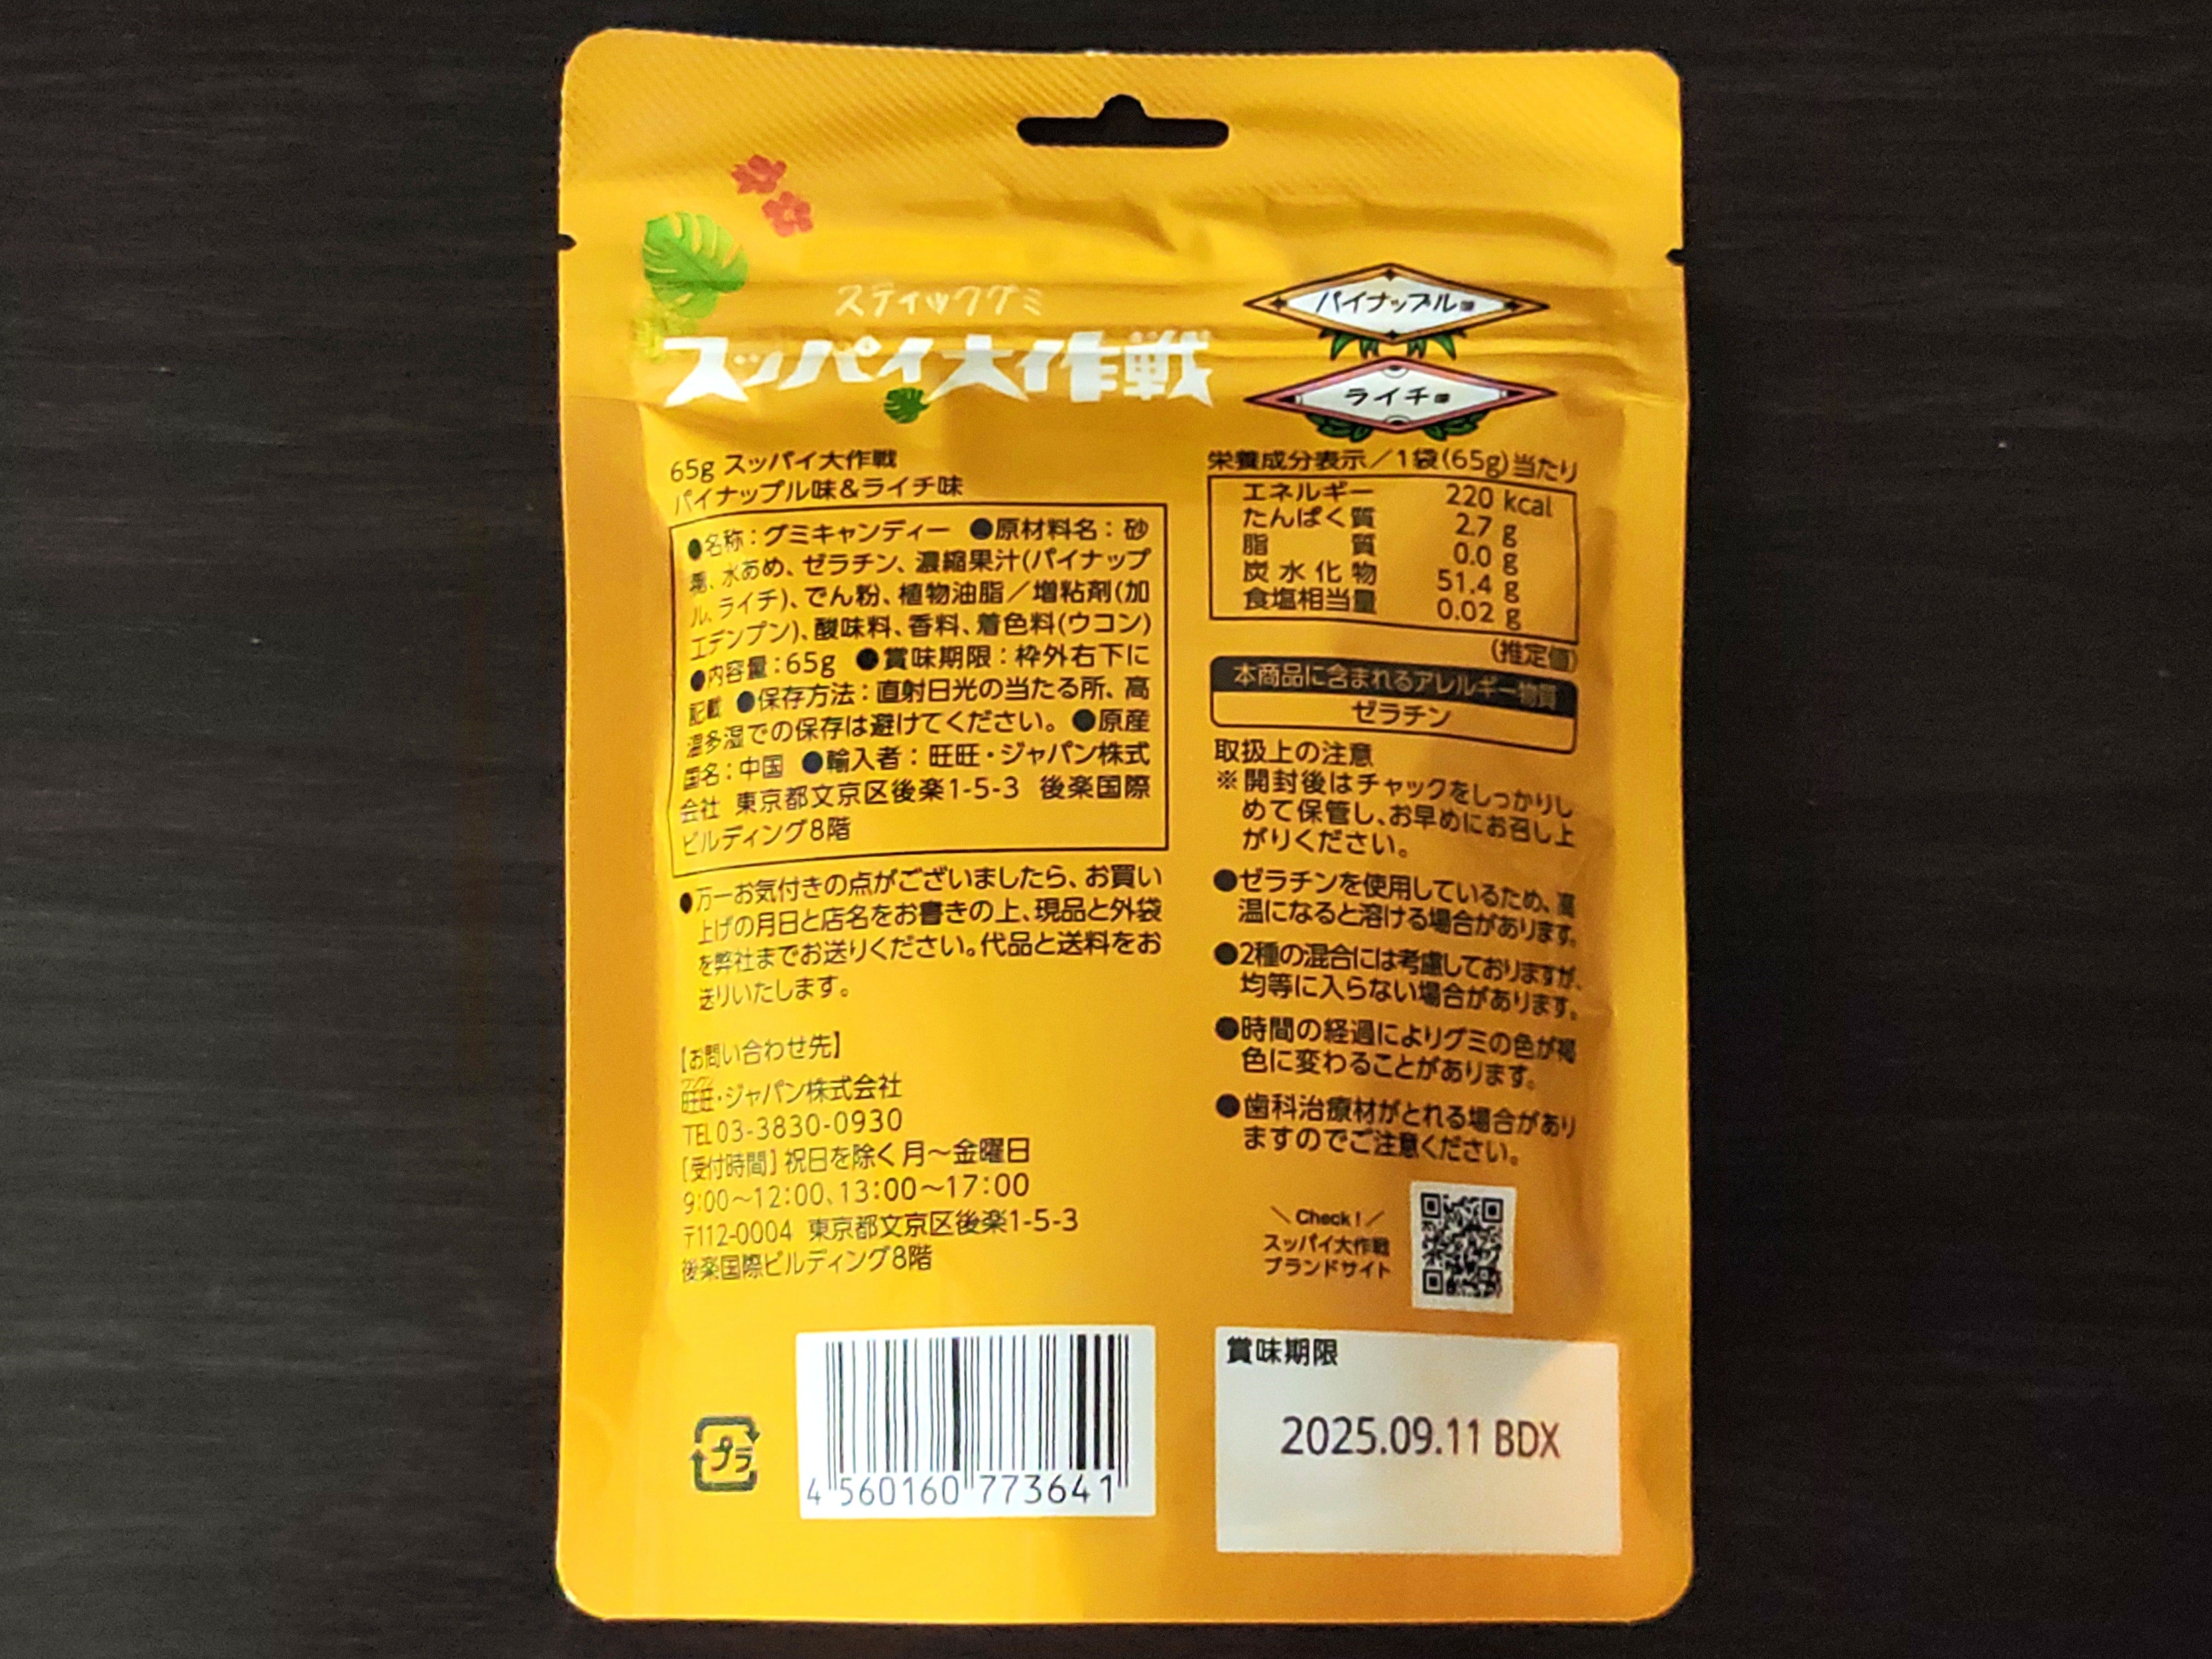 スティックグミ
スッパイ大作戦
パイナップル味
ライチ味
65g スッパイ大作戦
パイナップル味&ライチ味
●名称：グミキャンディー ●原材料名：砂
糖、水あめ、ゼラチン、濃縮果汁(パイナップ
ル、ライチ)、でん粉、植物油脂／増粘剤(加
工デンプン)、酸味料、香料、着色料(ウコン)
●内容量：65g ●賞味期限：枠外右下に
記載 ●保存方法：直射日光の当たる所、高
温多湿での保存は避けてください。●原産
国名：中国 ●輸入者：旺旺・ジャパン株式
会社 東京都文京区後楽1-5-3 後楽国際
ビルディング8階
●万一お気付きの点がございましたら、お買い
上げの月日と店名をお書きの上、現品と外袋
を弊社までお送りください。代品と送料をお
送りいたします。
【お問い合わせ先】
旺旺・ジャパン株式会社
TEL03-3830-0930
[受付時間] 祝日を除く月〜金曜日
9:00〜12:00、13:00〜17:00
〒112-0004 東京都文京区後楽1-5-3
後楽国際ビルディング8階
栄養成分表示／1袋(65g)当たり
エネルギー 220 kcal
たんぱく質 2.7 g
脂質 0.0 g
炭水化物 51.4 g
食塩相当量 0.02 g
(推定値)
本商品に含まれるアレルギー物質
ゼラチン
取扱上の注意
※開封後はチャックをしっかりし
めて保管し、お早めにお召し上
がりください。
●ゼラチンを使用しているため、高
温になると溶ける場合があります。
●2種の混合には考慮しておりますが、
均等に入らない場合があります。
●時間の経過によりグミの色が褐
色に変わることがあります。
●歯科治療材がとれる場合があり
ますのでご注意ください。
＼Check！／
スッパイ大作戦
ブランドサイト
プラ
4 560160 773641
賞味期限
2025.09.11 BDX